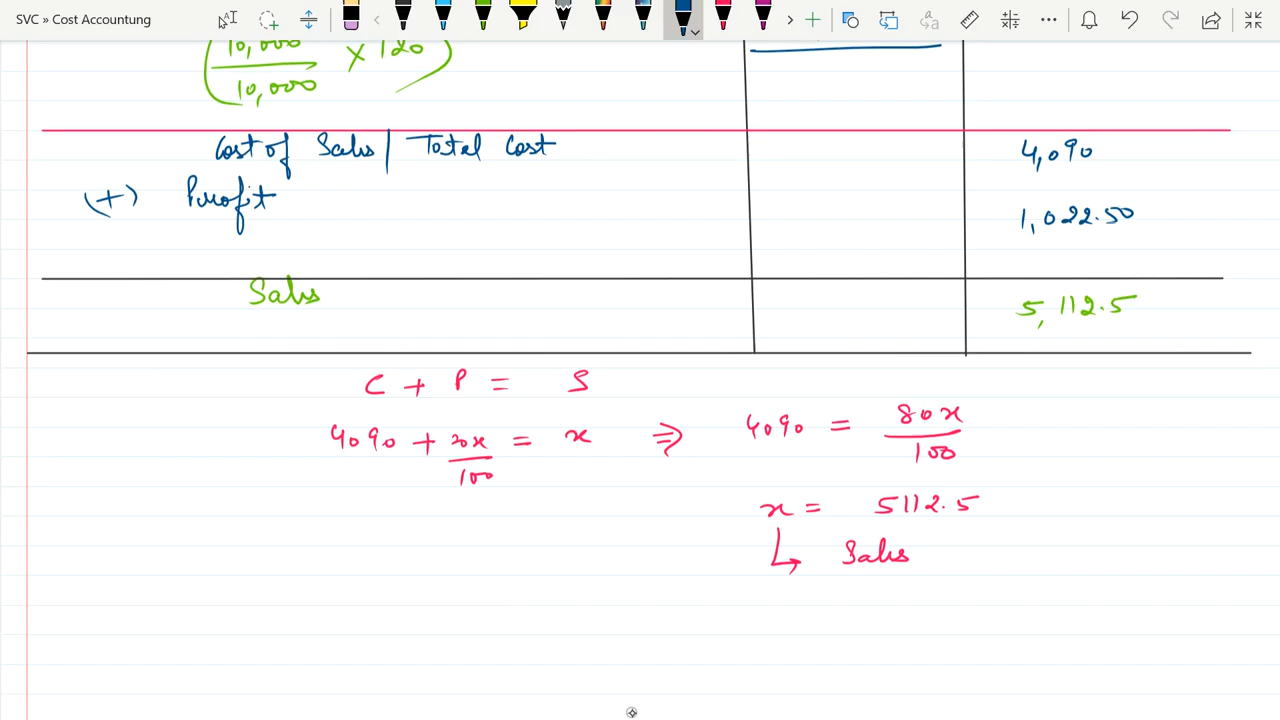 SVC » Cost Accountung
(10,000/10,000 × 120)
Cost of Sales | Total Cost 4,090
(+) Profit 1,022.50
Sales 5,112.5
C + P = S
4090 + 20x/100 = x ⇒ 4090 = 80x/100
x = 5112.5
↳ Sales